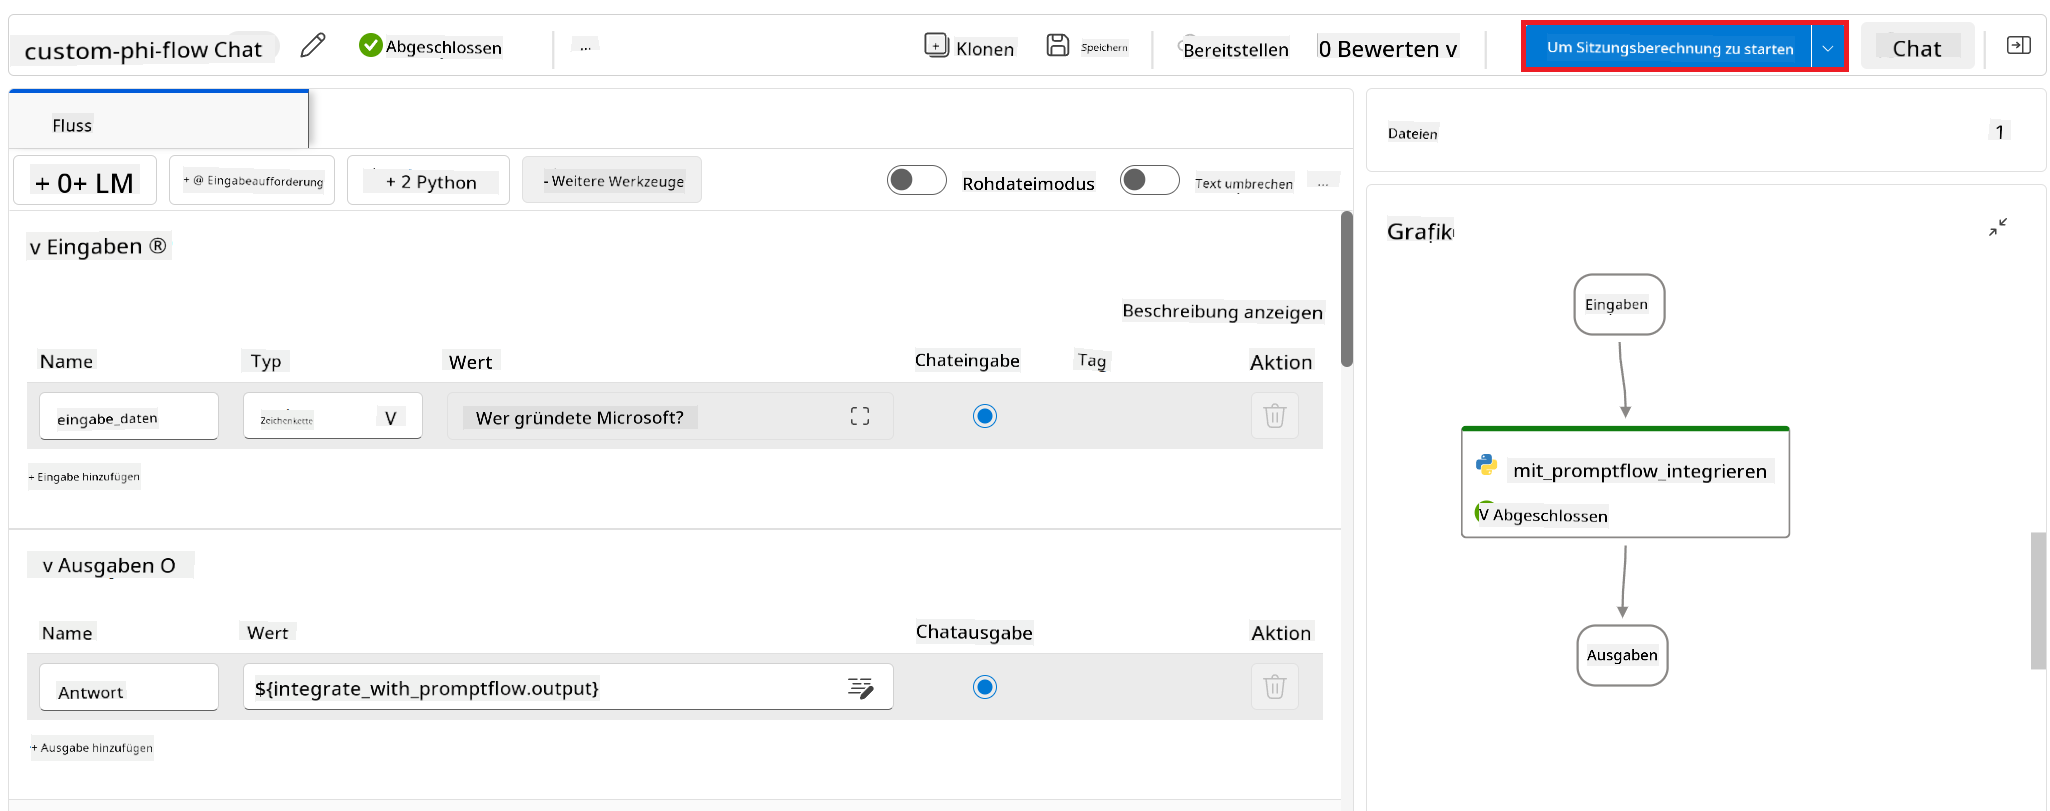 custom-phi-flow Chat
Abgeschlossen
...
Klonen
Speichern
Bereitstellen
0 Bewerten v
Um Sitzungsberechnung zu starten
Chat
Fluss
+ 0+ LM
+ @ Eingabeaufforderung
+ 2 Python
- Weitere Werkzeuge
Rohdateimodus
Text umbrechen
...
v Eingaben ®
Beschreibung anzeigen
Name Typ Wert Chateingabe Tag Aktion
eingabe_daten Zeichenkette V Wer gründete Microsoft?
+ Eingabe hinzufügen
v Ausgaben O
Name Wert Chatausgabe Aktion
Antwort ${integrate_with_promptflow.output}
+ Ausgabe hinzufügen
Dateien 1
Grafik
Eingaben
mit_promptflow_integrieren
V Abgeschlossen
Ausgaben